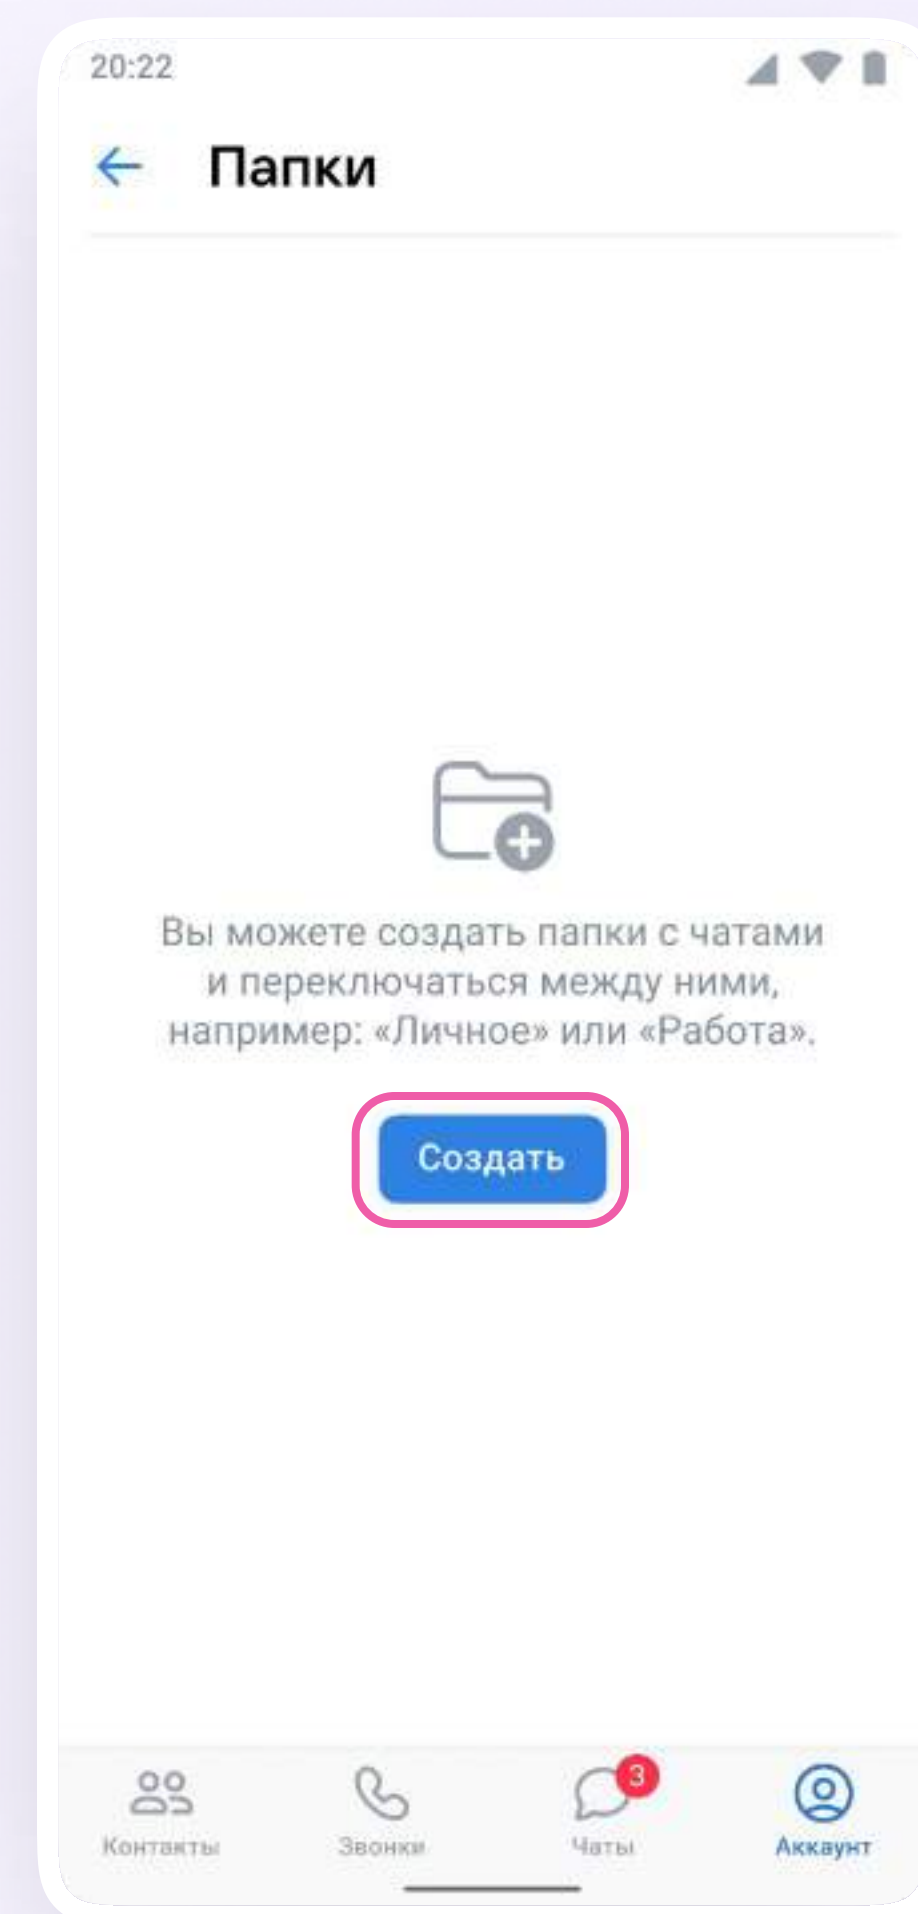 20:22
Папки
Вы можете создать папки с чатами
и переключаться между ними,
например: «Личное» или «Работа».
Создать
3
Контакты
Звонки
Чаты
Аккаунт